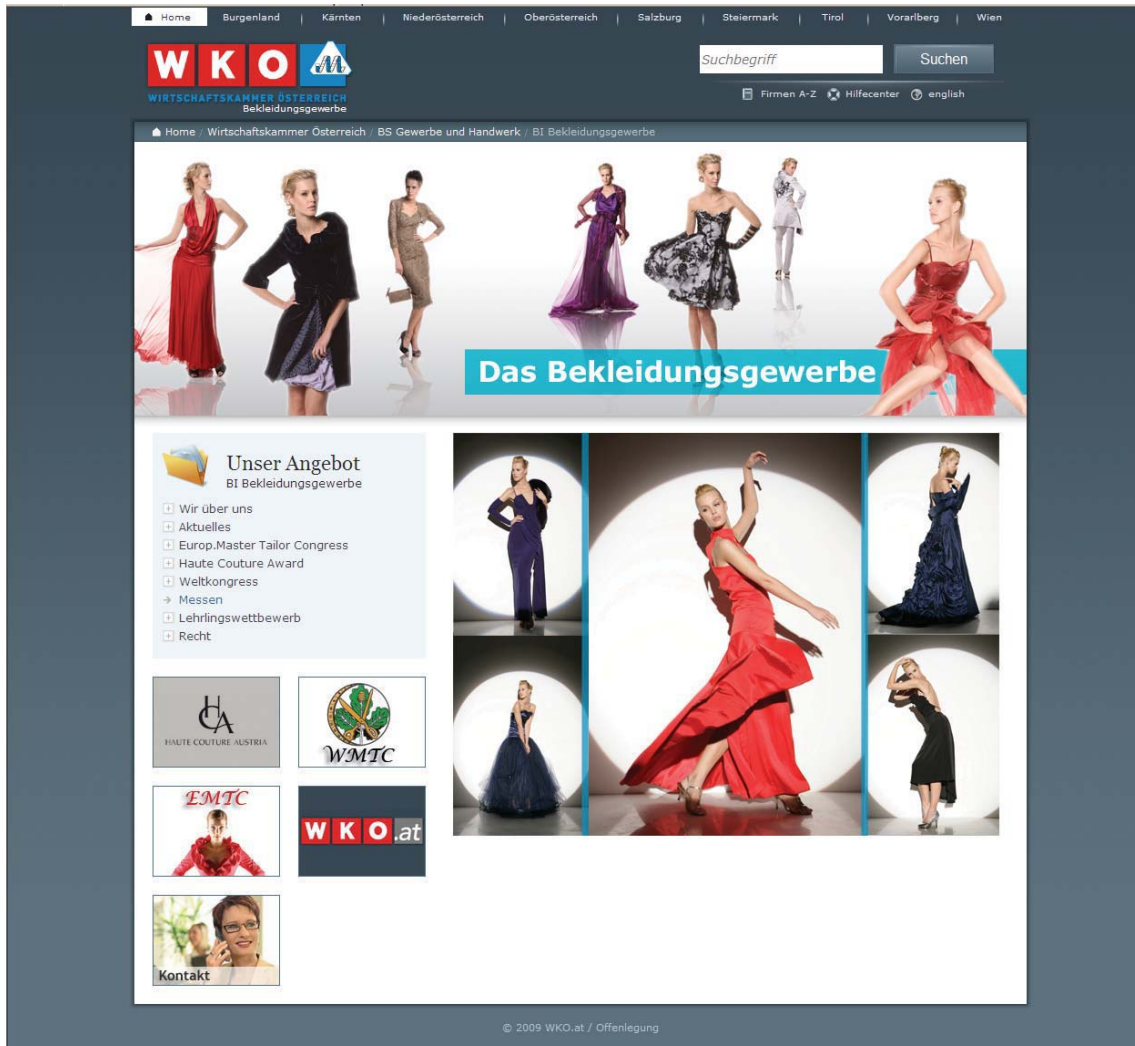 Home | Burgenland | Kärnten | Niederösterreich | Oberösterreich | Salzburg | Steiermark | Tirol | Vorarlberg | Wien
WKO
WIRTSCHAFTSKAMMER ÖSTERREICH
Bekleidungsgewerbe
Suchbegriff
Suchen
Firmen A-Z Hilfecenter english
Home / Wirtschaftskammer Österreich / BS Gewerbe und Handwerk / BI Bekleidungsgewerbe
Das Bekleidungsgewerbe
Unser Angebot
BI Bekleidungsgewerbe
Wir über uns
Aktuelles
Europ.Master Tailor Congress
Haute Couture Award
Weltkongress
Messen
Lehrlingswettbewerb
Recht
HCA
HAUTE COUTURE AUSTRIA
WMTC
EMTC
WKO.at
Kontakt
© 2009 WKO.at / Offenlegung